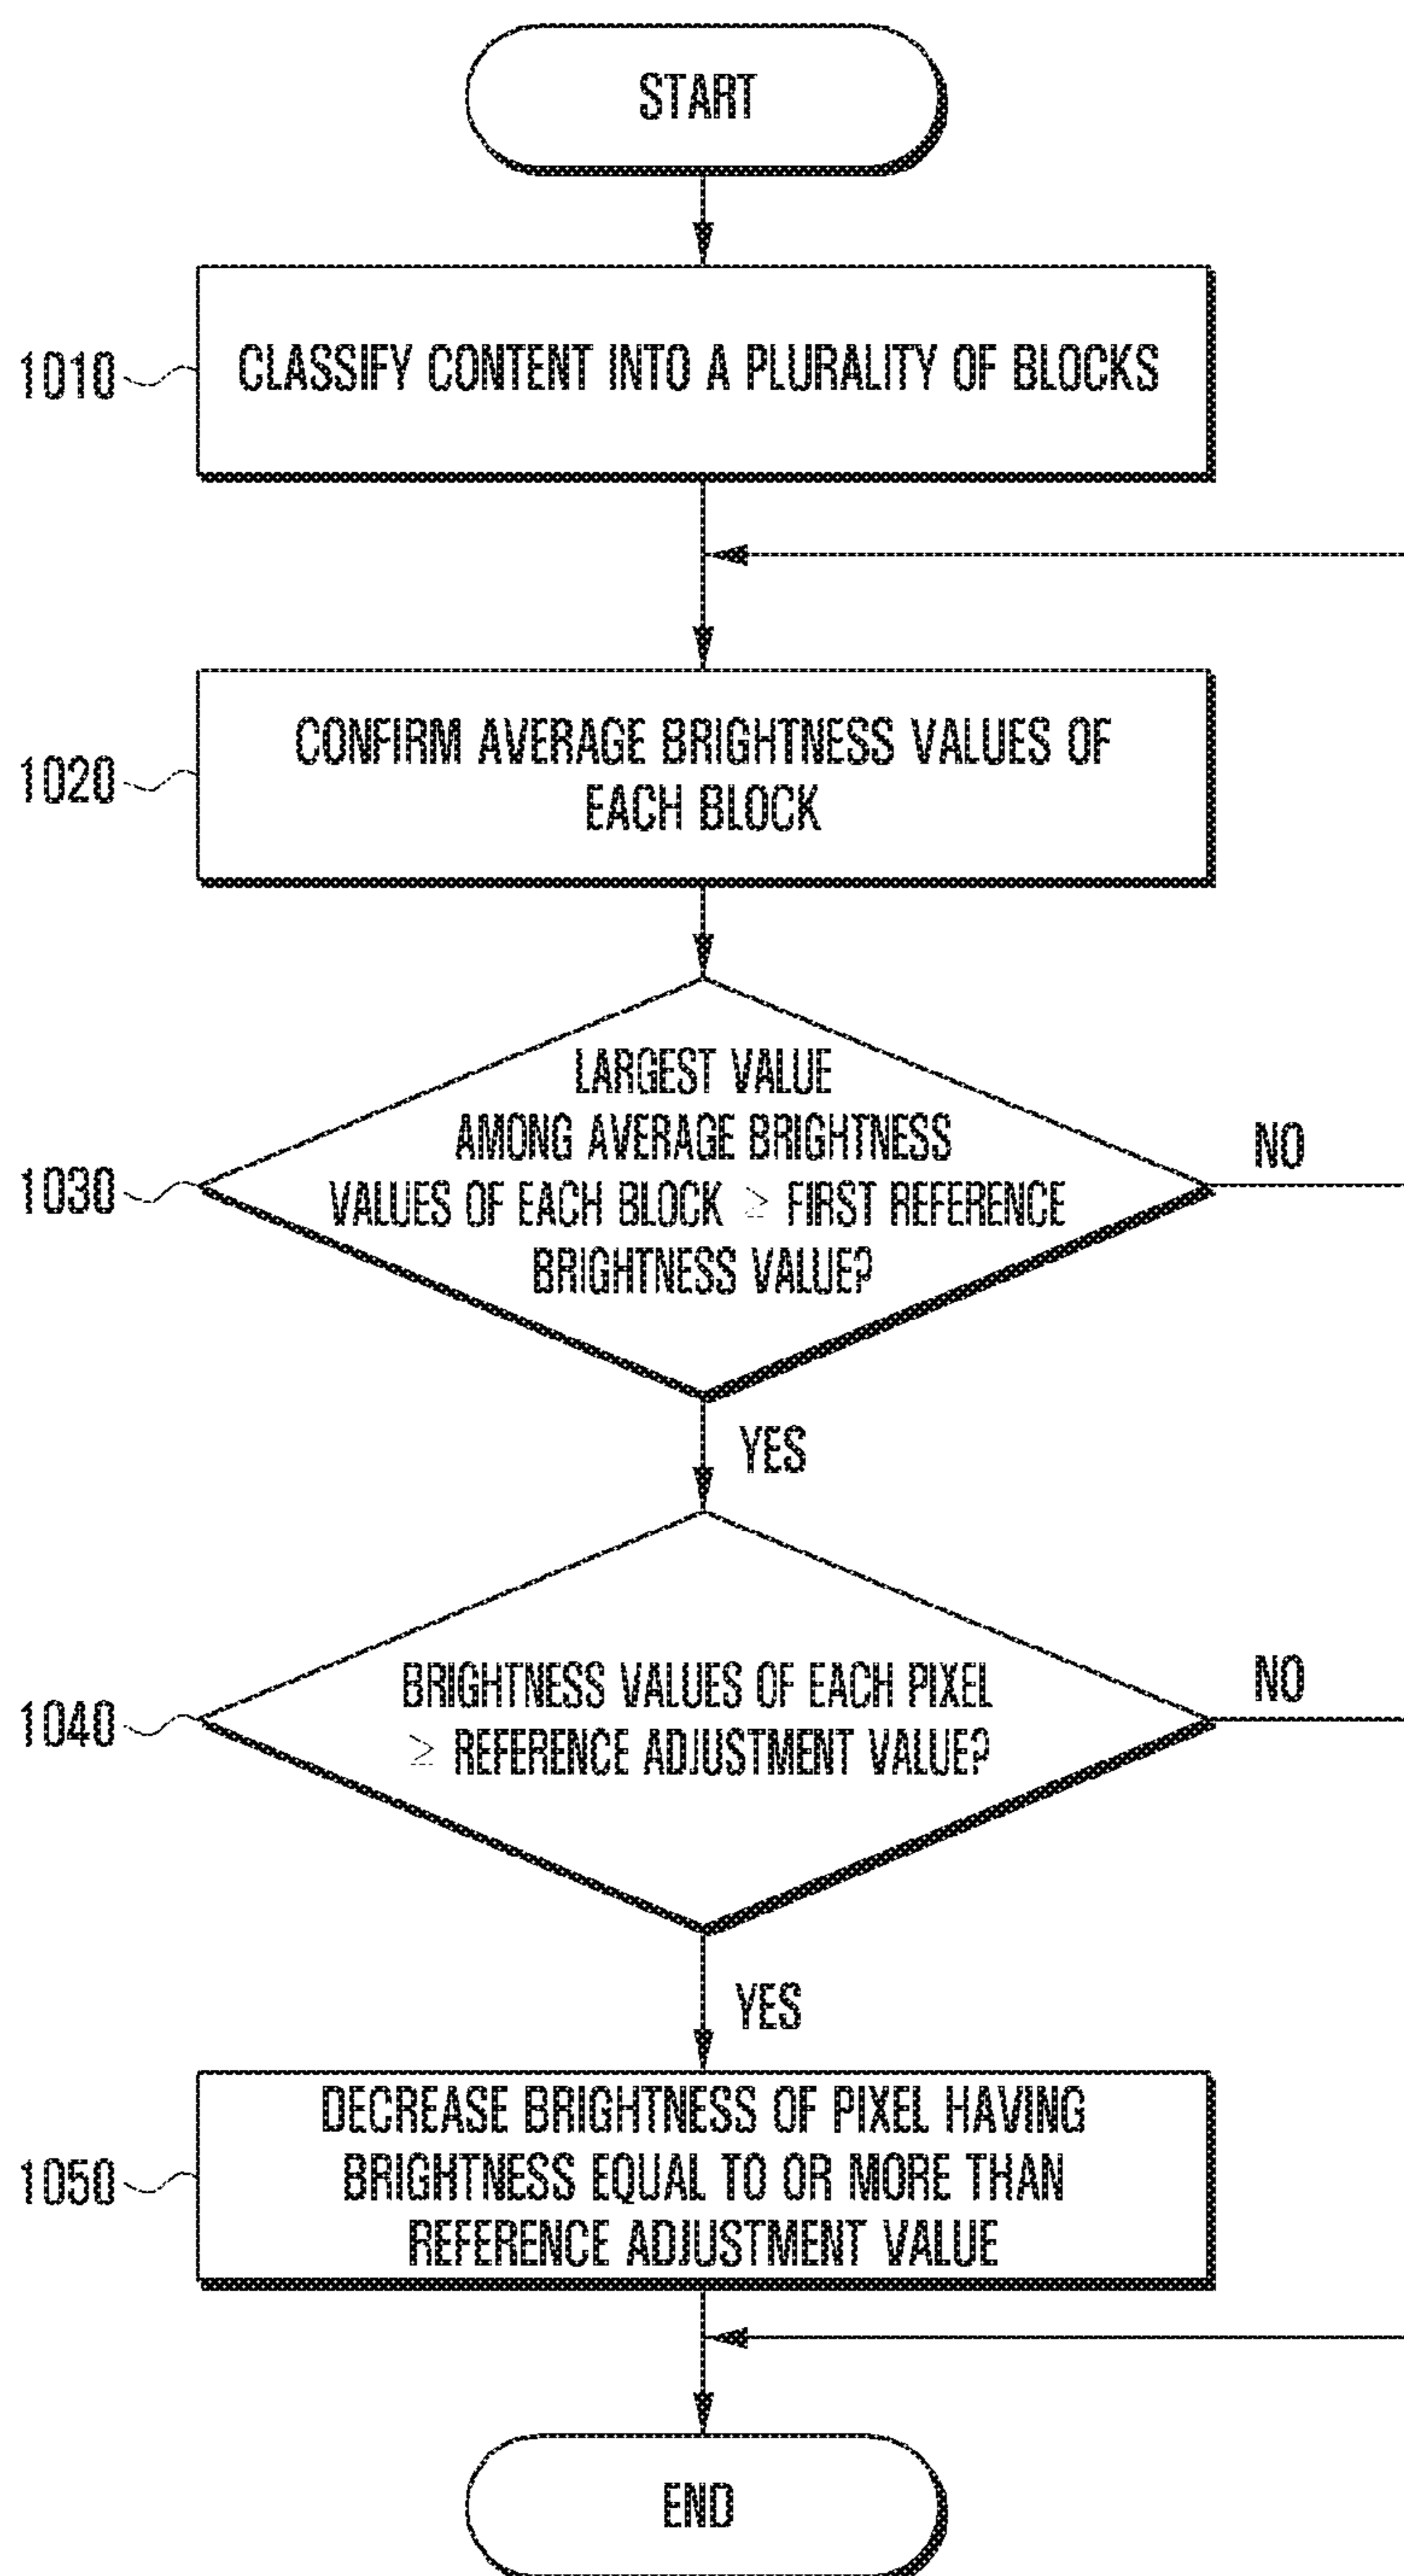 START
1010
CLASSIFY CONTENT INTO A PLURALITY OF BLOCKS
1020
CONFIRM AVERAGE BRIGHTNESS VALUES OF
EACH BLOCK
1030
LARGEST VALUE
AMONG AVERAGE BRIGHTNESS
VALUES OF EACH BLOCK ≥ FIRST REFERENCE
BRIGHTNESS VALUE?
NO
YES
1040
BRIGHTNESS VALUES OF EACH PIXEL
≥ REFERENCE ADJUSTMENT VALUE?
NO
YES
1050
DECREASE BRIGHTNESS OF PIXEL HAVING
BRIGHTNESS EQUAL TO OR MORE THAN
REFERENCE ADJUSTMENT VALUE
END